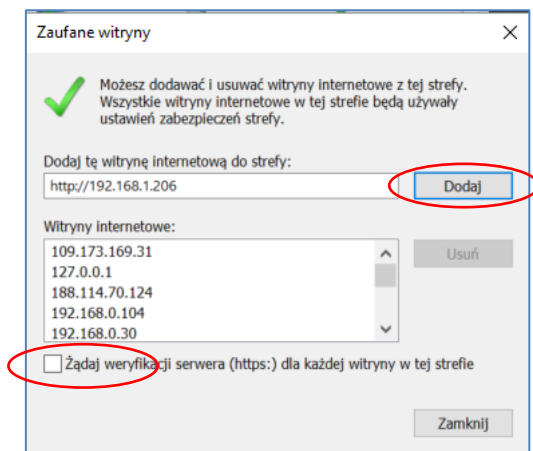 Zaufane witryny
Możesz dodawać i usuwać witryny internetowe z tej strefy.
Wszystkie witryny internetowe w tej strefie będą używały
ustawień zabezpieczeń strefy.
Dodaj tę witrynę internetową do strefy:
http://192.168.1.206
Dodaj
Witryny internetowe:
109.173.169.31
Usuń
127.0.0.1
188.114.70.124
192.168.0.104
192.168.0.30
Żądaj weryfikacji serwera (https:) dla każdej witryny w tej strefie
Zamknij